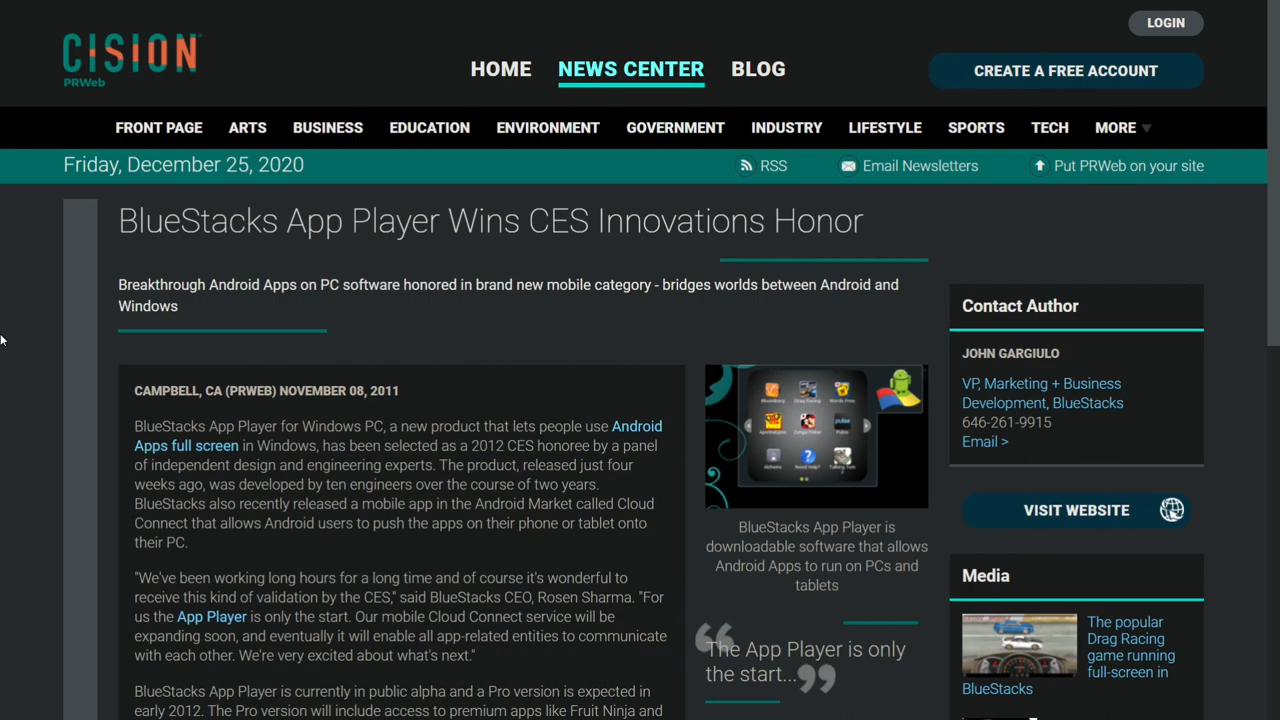 LOGIN
CISION
PRWeb
HOME NEWS CENTER BLOG
CREATE A FREE ACCOUNT
FRONT PAGE ARTS BUSINESS EDUCATION ENVIRONMENT GOVERNMENT INDUSTRY LIFESTYLE SPORTS TECH MORE
Friday, December 25, 2020
RSS Email Newsletters Put PRWeb on your site
BlueStacks App Player Wins CES Innovations Honor
Breakthrough Android Apps on PC software honored in brand new mobile category - bridges worlds between Android and
Windows
CAMPBELL, CA (PRWEB) NOVEMBER 08, 2011
BlueStacks App Player for Windows PC, a new product that lets people use Android
Apps full screen in Windows, has been selected as a 2012 CES honoree by a panel
of independent design and engineering experts. The product, released just four
weeks ago, was developed by ten engineers over the course of two years.
BlueStacks also recently released a mobile app in the Android Market called Cloud
Connect that allows Android users to push the apps on their phone or tablet onto
their PC.
"We've been working long hours for a long time and of course it's wonderful to
receive this kind of validation by the CES," said BlueStacks CEO, Rosen Sharma. "For
us the App Player is only the start. Our mobile Cloud Connect service will be
expanding soon, and eventually it will enable all app-related entities to communicate
with each other. We're very excited about what's next."
BlueStacks App Player is currently in public alpha and a Pro version is expected in
early 2012. The Pro version will include access to premium apps like Fruit Ninja and
BlueStacks App Player is
downloadable software that allows
Android Apps to run on PCs and
tablets
“The App Player is only
the start...”
Contact Author
JOHN GARGIULO
VP, Marketing + Business
Development, BlueStacks
646-261-9915
Email >
VISIT WEBSITE
Media
The popular
Drag Racing
game running
full-screen in
BlueStacks